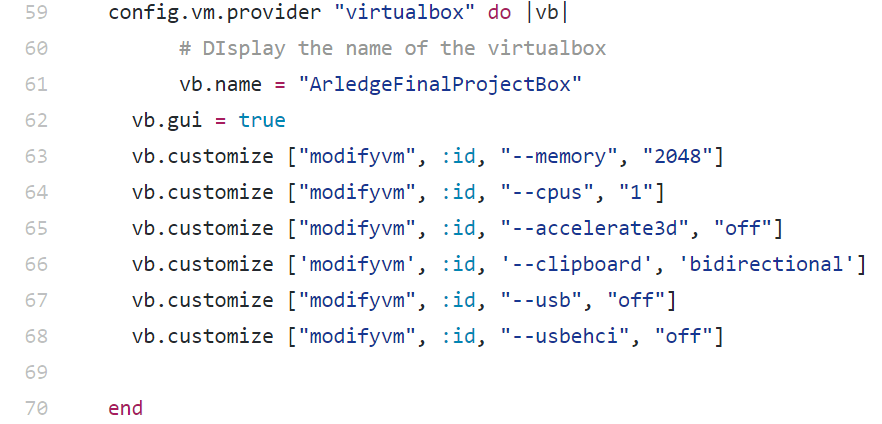 59 config.vm.provider "virtualbox" do |vb|
60 # DIsplay the name of the virtualbox
61 vb.name = "ArledgeFinalProjectBox"
62 vb.gui = true
63 vb.customize ["modifyvm", :id, "--memory", "2048"]
64 vb.customize ["modifyvm", :id, "--cpus", "1"]
65 vb.customize ["modifyvm", :id, "--accelerate3d", "off"]
66 vb.customize ['modifyvm', :id, '--clipboard', 'bidirectional']
67 vb.customize ["modifyvm", :id, "--usb", "off"]
68 vb.customize ["modifyvm", :id, "--usbehci", "off"]
69
70 end